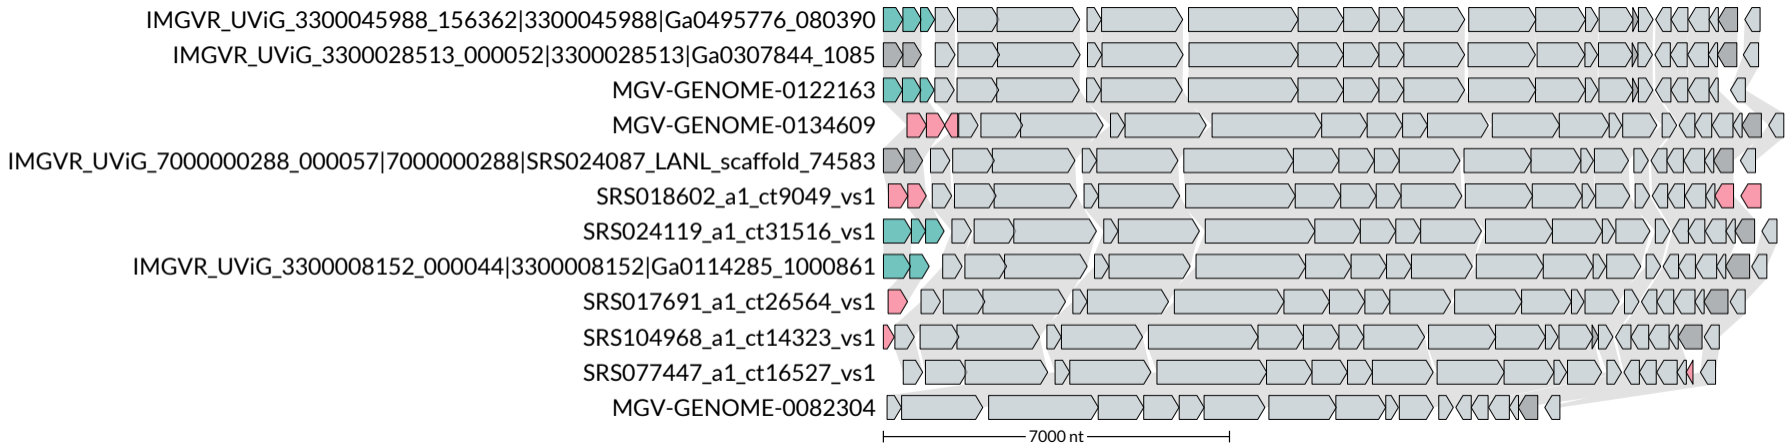 IMGVR_UViG_3300045988_156362|3300045988|Ga0495776_080390
IMGVR_UViG_3300028513_000052|3300028513|Ga0307844_1085
MGV-GENOME-0122163
MGV-GENOME-0134609
IMGVR_UViG_7000000288_000057|7000000288|SRS024087_LANL_scaffold_74583
SRS018602_a1_ct9049_vs1
SRS024119_a1_ct31516_vs1
IMGVR_UViG_3300008152_000044|3300008152|Ga0114285_1000861
SRS017691_a1_ct26564_vs1
SRS104968_a1_ct14323_vs1
SRS077447_a1_ct16527_vs1
MGV-GENOME-0082304
7000 nt